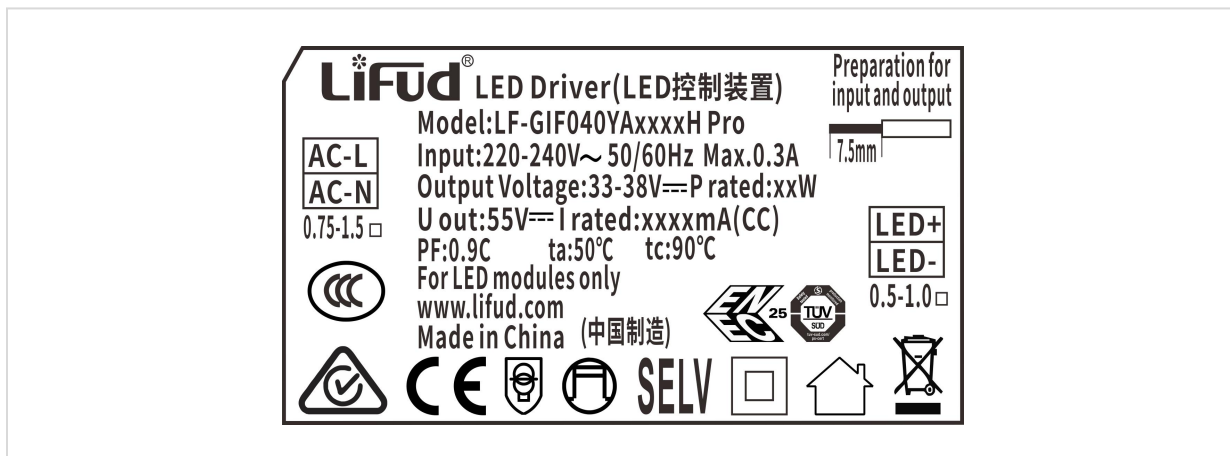 LiFud® LED Driver(LED控制装置)
Preparation for
input and output
7.5mm
Model:LF-GIF040YAxxxxH Pro
Input:220-240V~ 50/60Hz Max.0.3A
Output Voltage:33-38V⎓P rated:xxW
U out:55V⎓ I rated:xxxxmA(CC)
PF:0.9C ta:50℃ tc:90℃
For LED modules only
www.lifud.com
Made in China (中国制造)
AC-L
AC-N
0.75-1.5□
LED+
LED-
0.5-1.0□
CCC
ENEC 25
TÜV
SÜD
CE
SELV